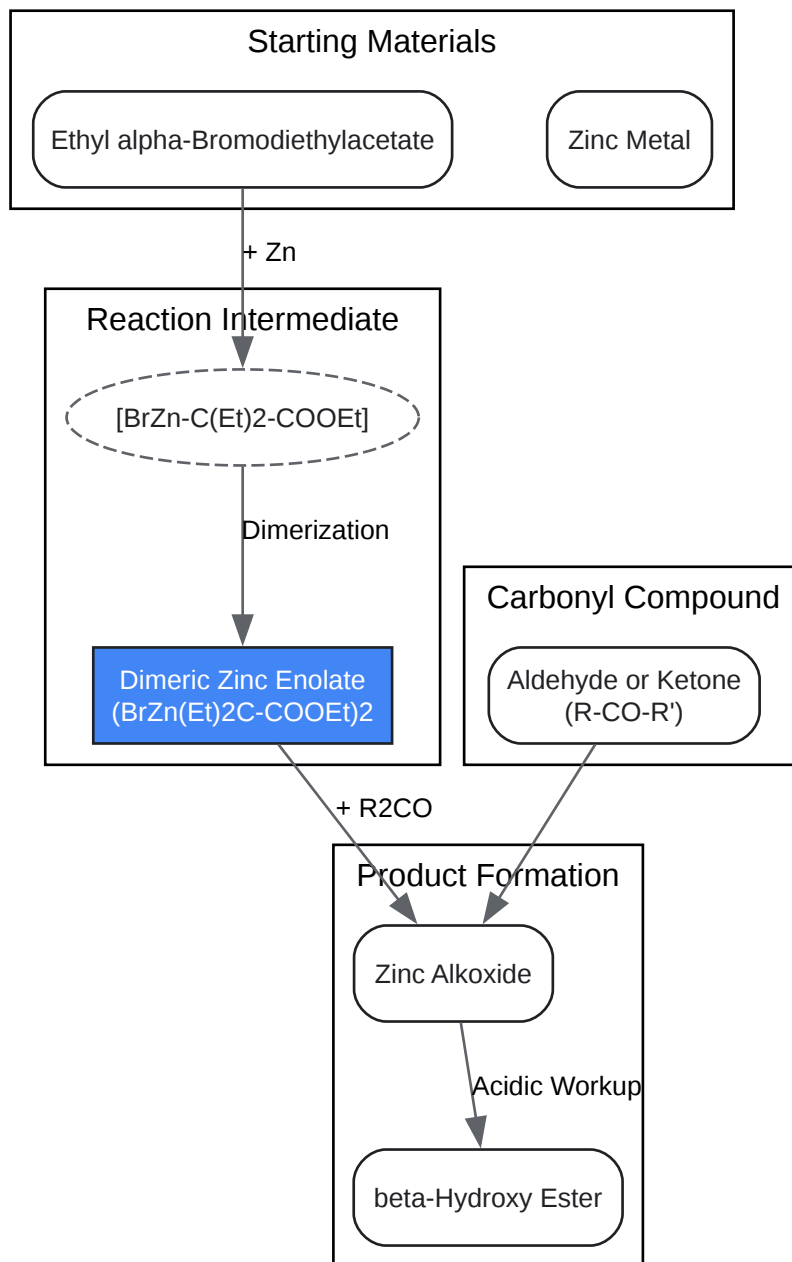 Starting Materials
Ethyl alpha-Bromodiethylacetate
Zinc Metal
+ Zn
Reaction Intermediate
[BrZn-C(Et)2-COOEt]
Dimerization
Carbonyl Compound
Dimeric Zinc Enolate
(BrZn(Et)2C-COOEt)2
Aldehyde or Ketone
(R-CO-R')
+ R2CO
Product Formation
Zinc Alkoxide
Acidic Workup
beta-Hydroxy Ester